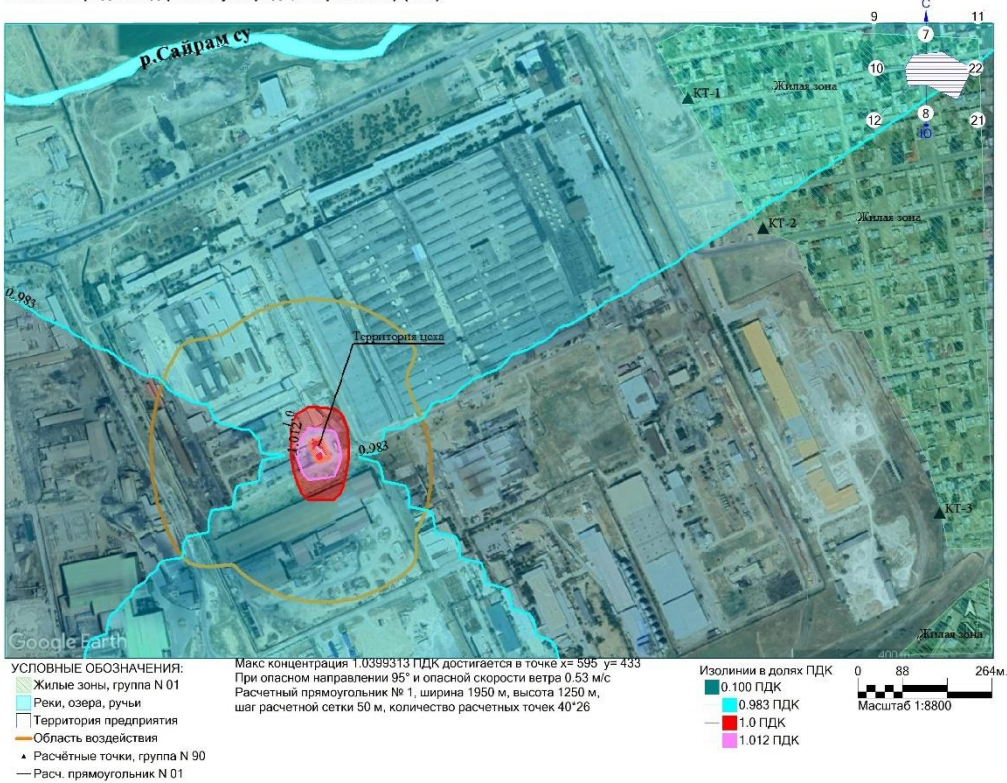 С
9
11
7
р.Сайрам су
10
22
Жилая зона
КТ-1
12
8
21
Ю
КТ-2
Жилая зона
0.983
Территория цеха
1.0
1.012
0.983
КТ-3
Жилая зона
Google Earth
400 m
УСЛОВНЫЕ ОБОЗНАЧЕНИЯ:
Жилые зоны, группа N 01
Реки, озера, ручьи
Территория предприятия
Область воздействия
Расчётные точки, группа N 90
Расч. прямоугольник N 01
Макс концентрация 1.0399313 ПДК достигается в точке x= 595 y= 433
При опасном направлении 95° и опасной скорости ветра 0.53 м/с
Расчетный прямоугольник № 1, ширина 1950 м, высота 1250 м,
шаг расчетной сетки 50 м, количество расчетных точек 40*26
Изолинии в долях ПДК
0.100 ПДК
0.983 ПДК
1.0 ПДК
1.012 ПДК
0 88 264м.
Масштаб 1:8800